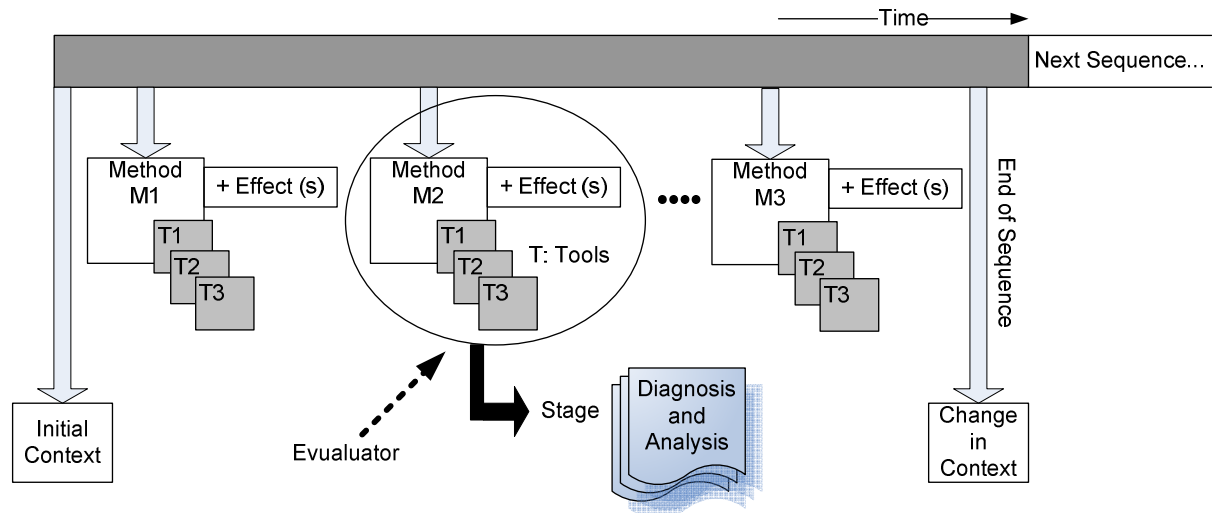 Time
Next Sequence...
Method
M1
+ Effect (s)
T1
T2
T3
Method
M2
+ Effect (s)
T1
T2
T3
T: Tools
Method
M3
+ Effect (s)
T1
T2
T3
End of Sequence
Initial
Context
Evualuator
Stage
Diagnosis
and
Analysis
Change
in
Context